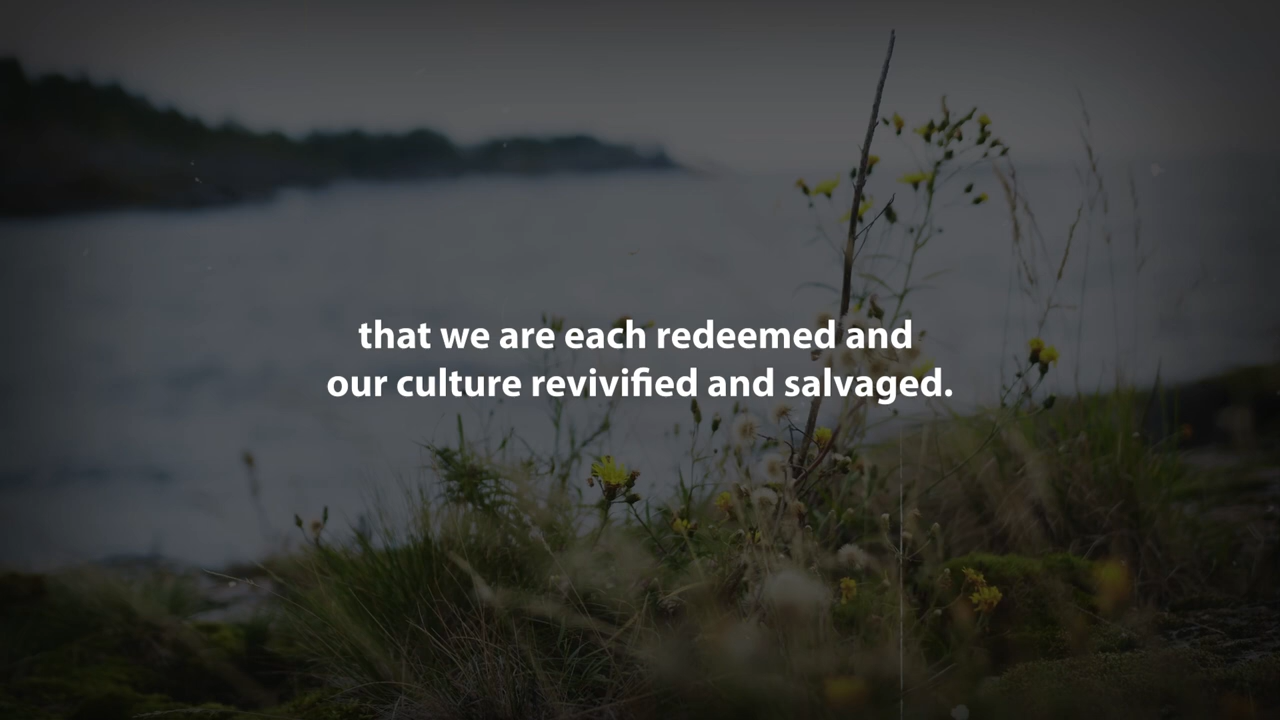 that we are each redeemed and
our culture revivified and salvaged.